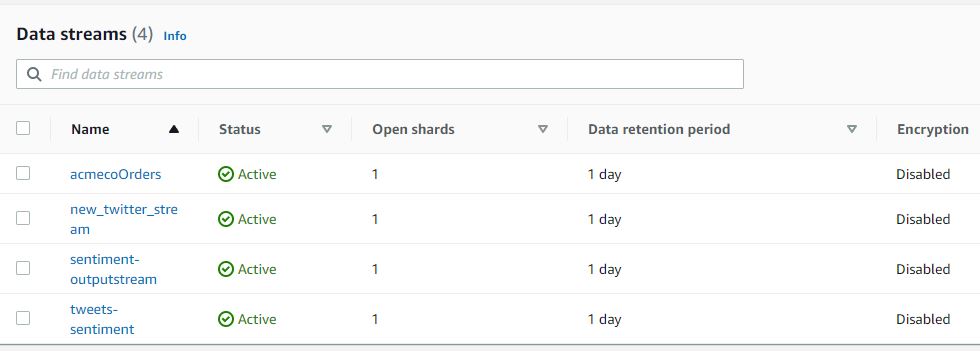 Data streams (4) Info
Find data streams
Name Status Open shards Data retention period Encryption
acmecoOrders Active 1 1 day Disabled
new_twitter_stre
am Active 1 1 day Disabled
sentiment-
outputstream Active 1 1 day Disabled
tweets-
sentiment Active 1 1 day Disabled